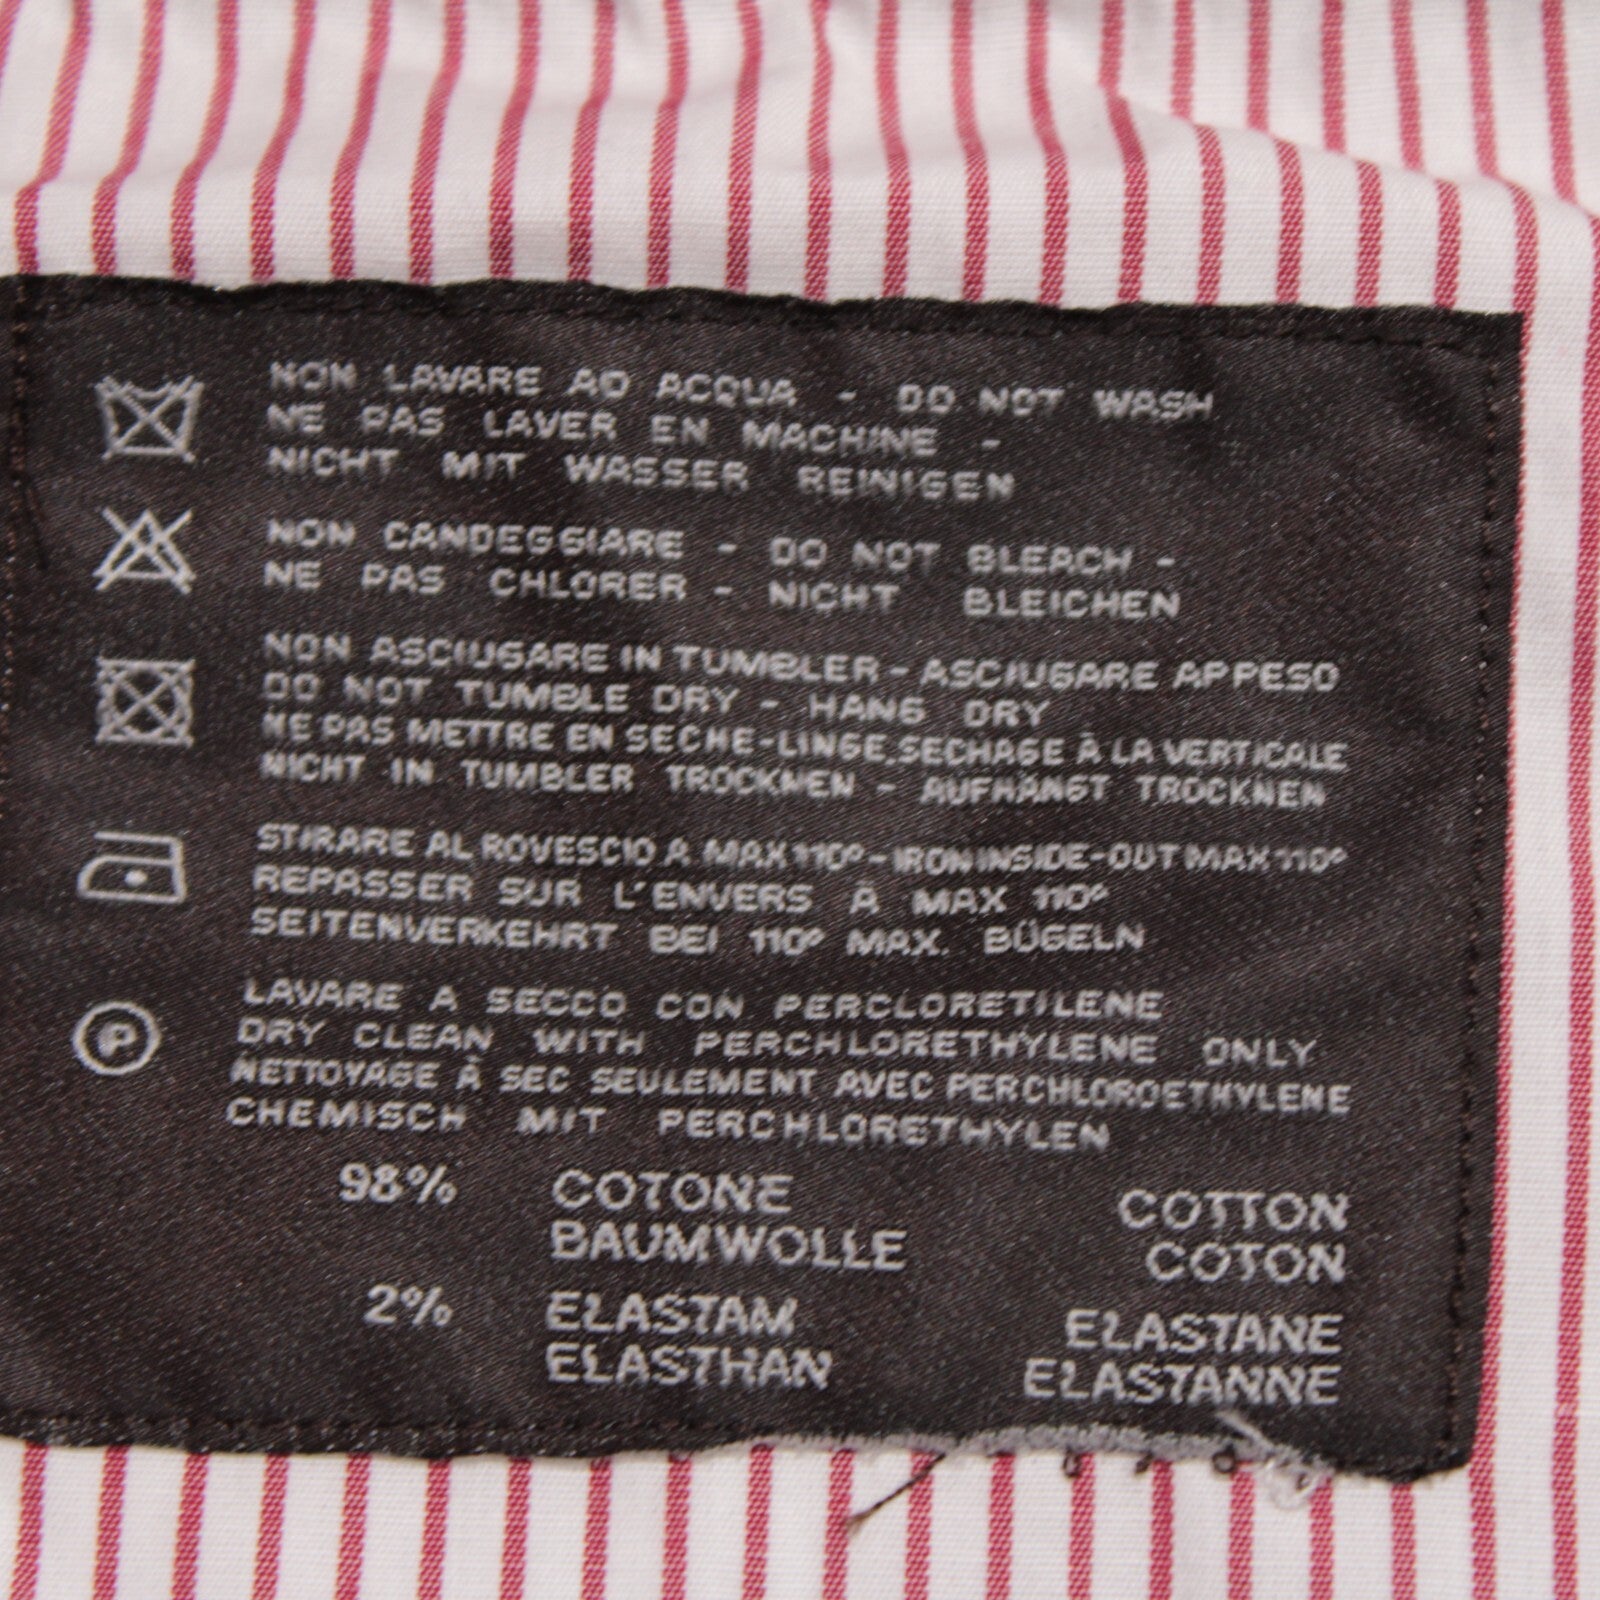 NON LAVARE AD ACQUA - DO NOT WASH
NE PAS LAVER EN MACHINE -
NICHT MIT WASSER REINIGEN
NON CANDEGGIARE - DO NOT BLEACH -
NE PAS CHLORER - NICHT BLEICHEN
NON ASCIUGARE IN TUMBLER - ASCIUGARE APPESO
DO NOT TUMBLE DRY - HANG DRY
NE PAS METTRE EN SECHE-LINGE, SECHAGE À LA VERTICALE
NICHT IN TUMBLER TROCKNEN - AUFHÄNGT TROCKNEN
STIRARE AL ROVESCIO A MAX 110° - IRON INSIDE-OUT MAX 110°
REPASSER SUR L'ENVERS À MAX 110°
SEITENVERKEHRT BEI 110° MAX. BÜGELN
P
LAVARE A SECCO CON PERCLORETILENE
DRY CLEAN WITH PERCHLORETHYLENE ONLY
NETTOYAGE À SEC SEULEMENT AVEC PERCHLOROETHYLENE
CHEMISCH MIT PERCHLORETHYLEN
98% COTONE COTTON
BAUMWOLLE COTON
2% ELASTAM ELASTANE
ELASTHAN ELASTANNE